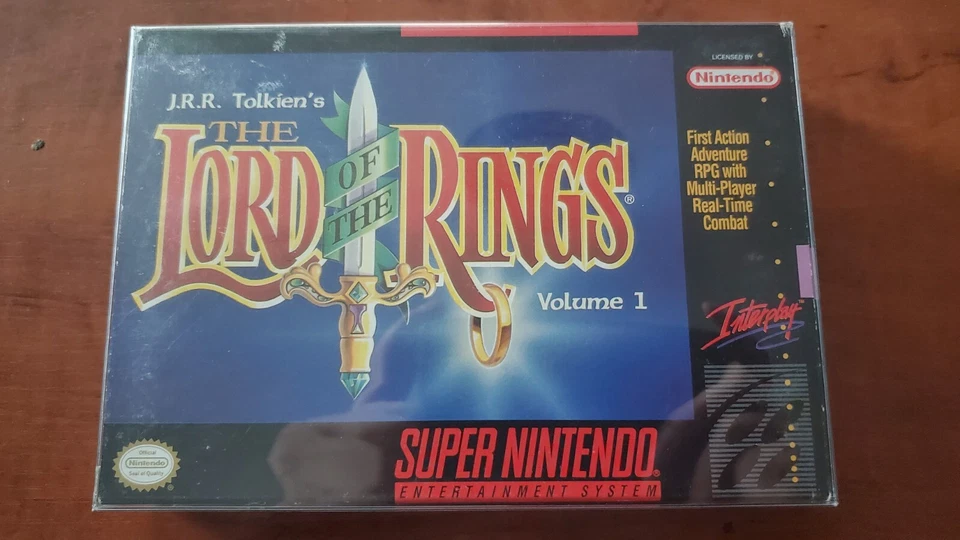 J.R.R. Tolkien's
THE
LORD OF THE RINGS®
Volume 1
LICENSED BY
Nintendo®
First Action
Adventure
RPG with
Multi-Player
Real-Time
Combat
Interplay™
Official
Nintendo
Seal of Quality
SUPER NINTENDO®
ENTERTAINMENT SYSTEM